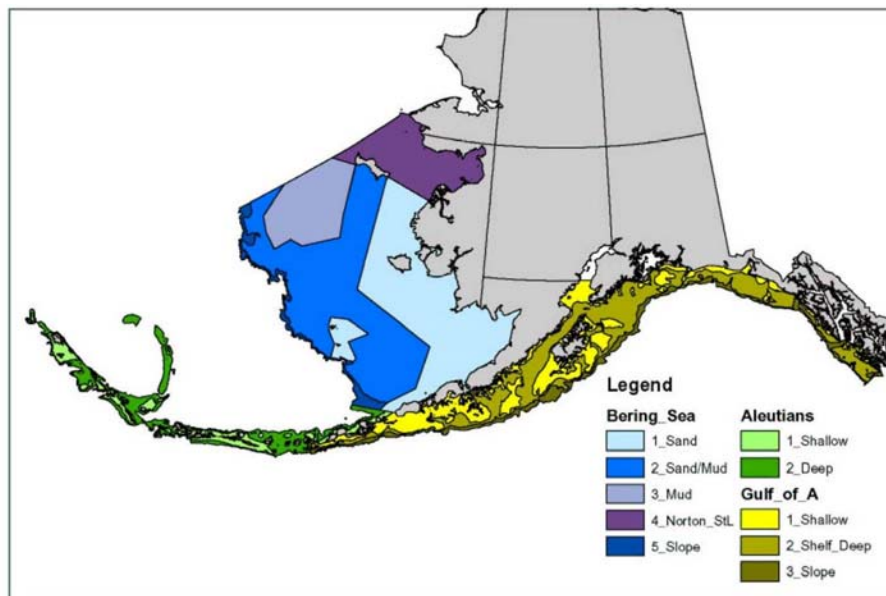 Legend
Bering_Sea
1_Sand
2_Sand/Mud
3_Mud
4_Norton_StL
5_Slope
Aleutians
1_Shallow
2_Deep
Gulf_of_A
1_Shallow
2_Shelf_Deep
3_Slope